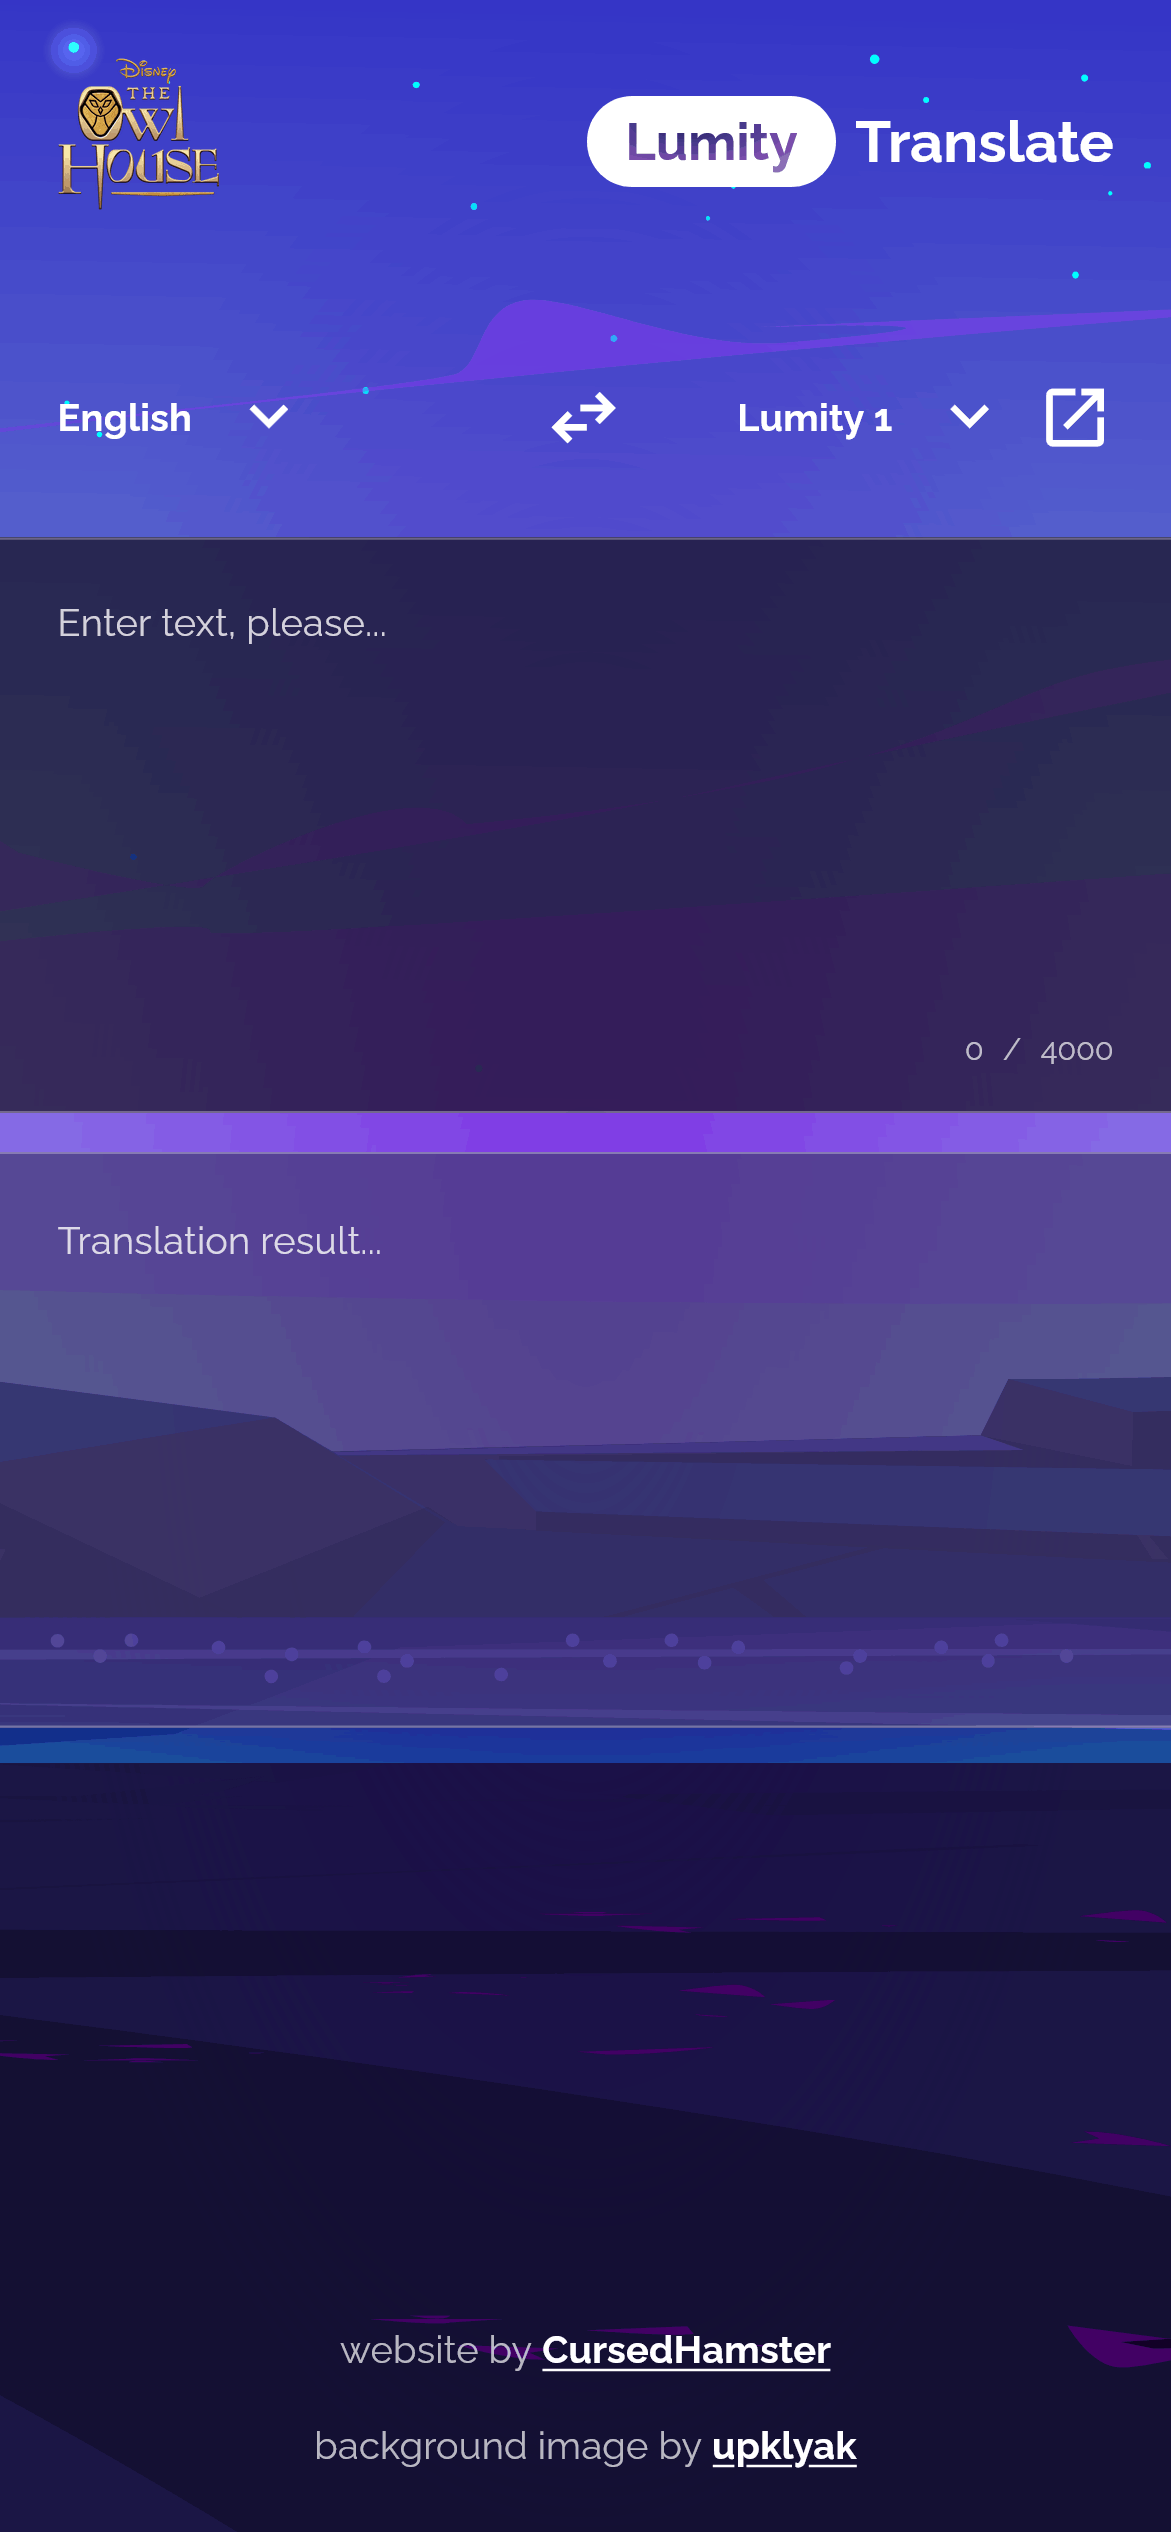 Disney
THE
Owl
House
Lumity Translate
English
Lumity 1
Enter text, please...
0 / 4000
Translation result...
website by CursedHamster
background image by upklyak